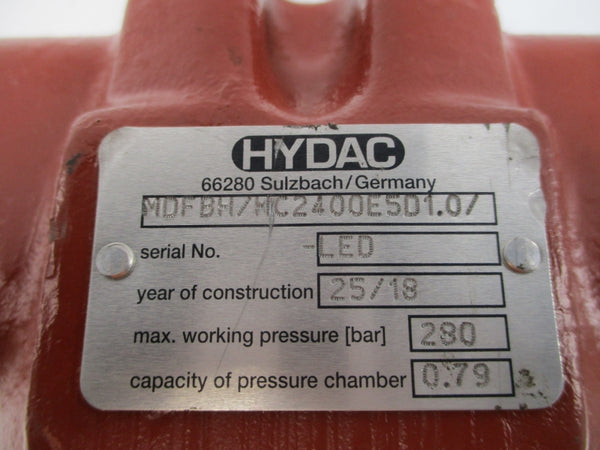 HYDAC
66280 Sulzbach/Germany
MDFBH/HC240OE5D1.0/
serial No. -LED
year of construction 25/18
max. working pressure [bar] 280
capacity of pressure chamber 0.79